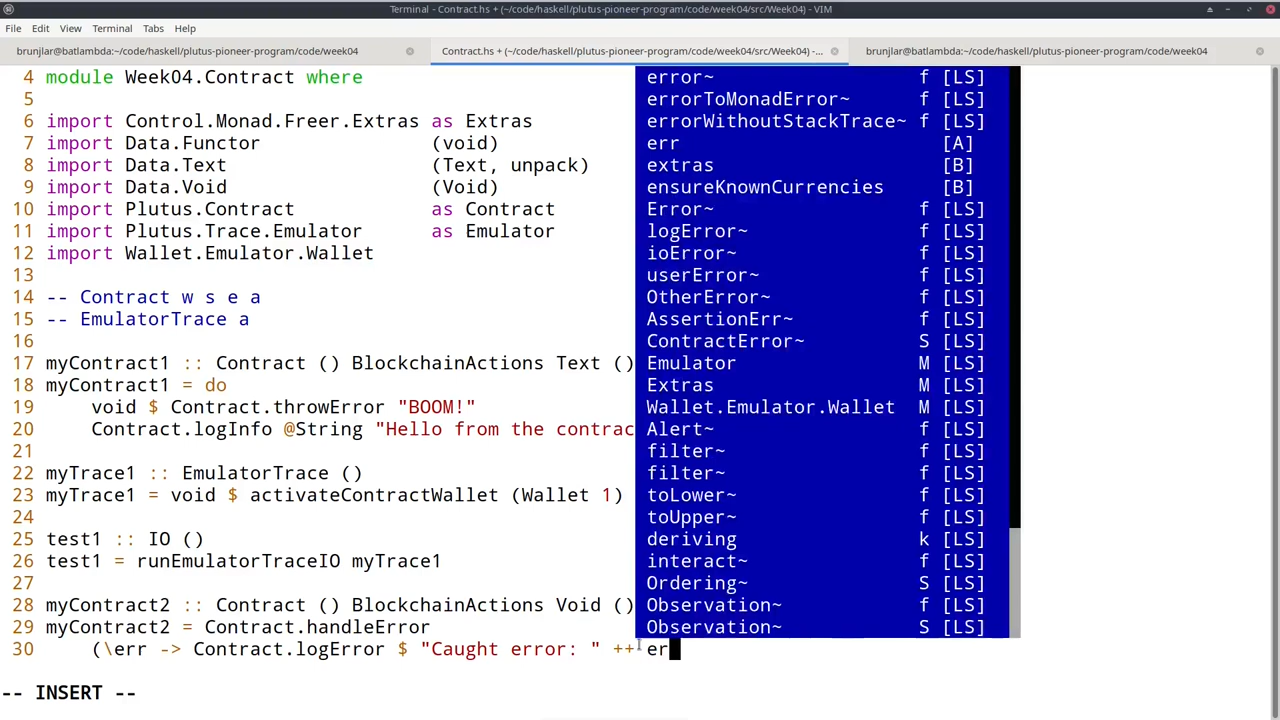 Terminal - Contract.hs + (~/code/haskell/plutus-pioneer-program/code/week04/src/Week04) - VIM
File Edit View Terminal Tabs Help
brunjlar@batlambda:~/code/haskell/plutus-pioneer-program/code/week04
Contract.hs + (~/code/haskell/plutus-pioneer-program/code/week04/src/Week04) -...
brunjlar@batlambda:~/code/haskell/plutus-pioneer-program/code/week04
4 module Week04.Contract where
5
6 import Control.Monad.Freer.Extras as Extras
7 import Data.Functor (void)
8 import Data.Text (Text, unpack)
9 import Data.Void (Void)
10 import Plutus.Contract as Contract
11 import Plutus.Trace.Emulator as Emulator
12 import Wallet.Emulator.Wallet
13
14 -- Contract w s e a
15 -- EmulatorTrace a
16
17 myContract1 :: Contract () BlockchainActions Text ()
18 myContract1 = do
19 void $ Contract.throwError "BOOM!"
20 Contract.logInfo @String "Hello from the contrac
21
22 myTrace1 :: EmulatorTrace ()
23 myTrace1 = void $ activateContractWallet (Wallet 1)
24
25 test1 :: IO ()
26 test1 = runEmulatorTraceIO myTrace1
27
28 myContract2 :: Contract () BlockchainActions Void ()
29 myContract2 = Contract.handleError
30 (\err -> Contract.logError $ "Caught error: " ++ er
error~ f [LS]
errorToMonadError~ f [LS]
errorWithoutStackTrace~ f [LS]
err [A]
extras [B]
ensureKnownCurrencies [B]
Error~ f [LS]
logError~ f [LS]
ioError~ f [LS]
userError~ f [LS]
OtherError~ f [LS]
AssertionErr~ f [LS]
ContractError~ S [LS]
Emulator M [LS]
Extras M [LS]
Wallet.Emulator.Wallet M [LS]
Alert~ f [LS]
filter~ f [LS]
filter~ f [LS]
toLower~ f [LS]
toUpper~ f [LS]
deriving k [LS]
interact~ f [LS]
Ordering~ S [LS]
Observation~ f [LS]
Observation~ S [LS]
-- INSERT --